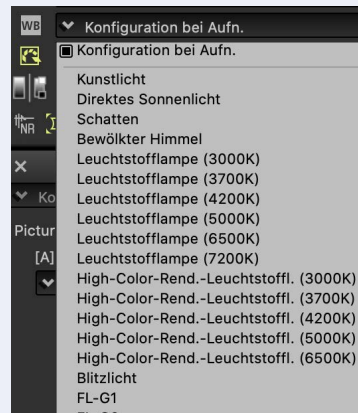 WB
Konfiguration bei Aufn.
Konfiguration bei Aufn.
Kunstlicht
Direktes Sonnenlicht
Schatten
NR
Bewölkter Himmel
Leuchtstofflampe (3000K)
Leuchtstofflampe (3700K)
Ko
Leuchtstofflampe (4200K)
Leuchtstofflampe (5000K)
Pictur
Leuchtstofflampe (6500K)
[A]
Leuchtstofflampe (7200K)
High-Color-Rend.-Leuchtstoffl. (3000K)
High-Color-Rend.-Leuchtstoffl. (3700K)
High-Color-Rend.-Leuchtstoffl. (4200K)
High-Color-Rend.-Leuchtstoffl. (5000K)
High-Color-Rend.-Leuchtstoffl. (6500K)
Blitzlicht
FL-G1